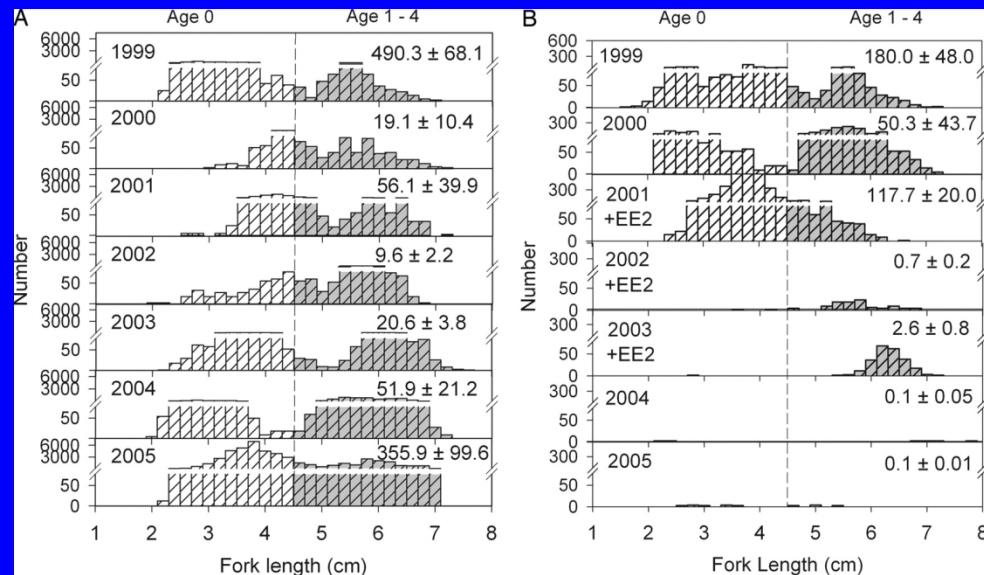 A Age 0 Age 1 - 4
Number
6000
3000
50
1999 490.3 ± 68.1
6000
3000
50
2000 19.1 ± 10.4
6000
3000
50
2001 56.1 ± 39.9
6000
3000
50
2002 9.6 ± 2.2
6000
3000
50
2003 20.6 ± 3.8
6000
3000
50
2004 51.9 ± 21.2
6000
3000
50
0
2005 355.9 ± 99.6
1 2 3 4 5 6 7 8
Fork length (cm)
B Age 0 Age 1 - 4
Number
600
300
50
0
1999 180.0 ± 48.0
300
50
0
2000 50.3 ± 43.7
300
50
0
2001 117.7 ± 20.0
+EE2
300
50
0
2002 0.7 ± 0.2
+EE2
300
50
0
2003 2.6 ± 0.8
+EE2
300
50
0
2004 0.1 ± 0.05
300
50
0
2005 0.1 ± 0.01
1 2 3 4 5 6 7 8
Fork Length (cm)